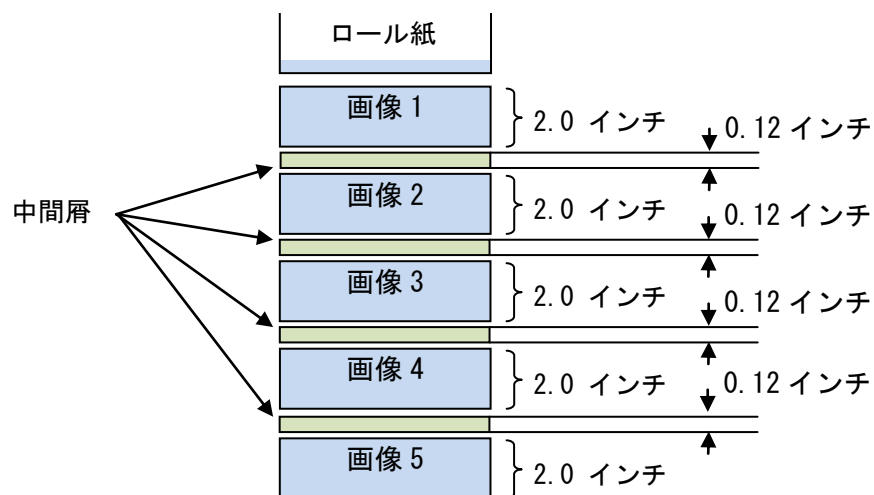 ロール紙
画像 1
2.0 インチ
0.12 インチ
画像 2
2.0 インチ
中間屑
0.12 インチ
画像 3
2.0 インチ
0.12 インチ
画像 4
2.0 インチ
0.12 インチ
画像 5
2.0 インチ